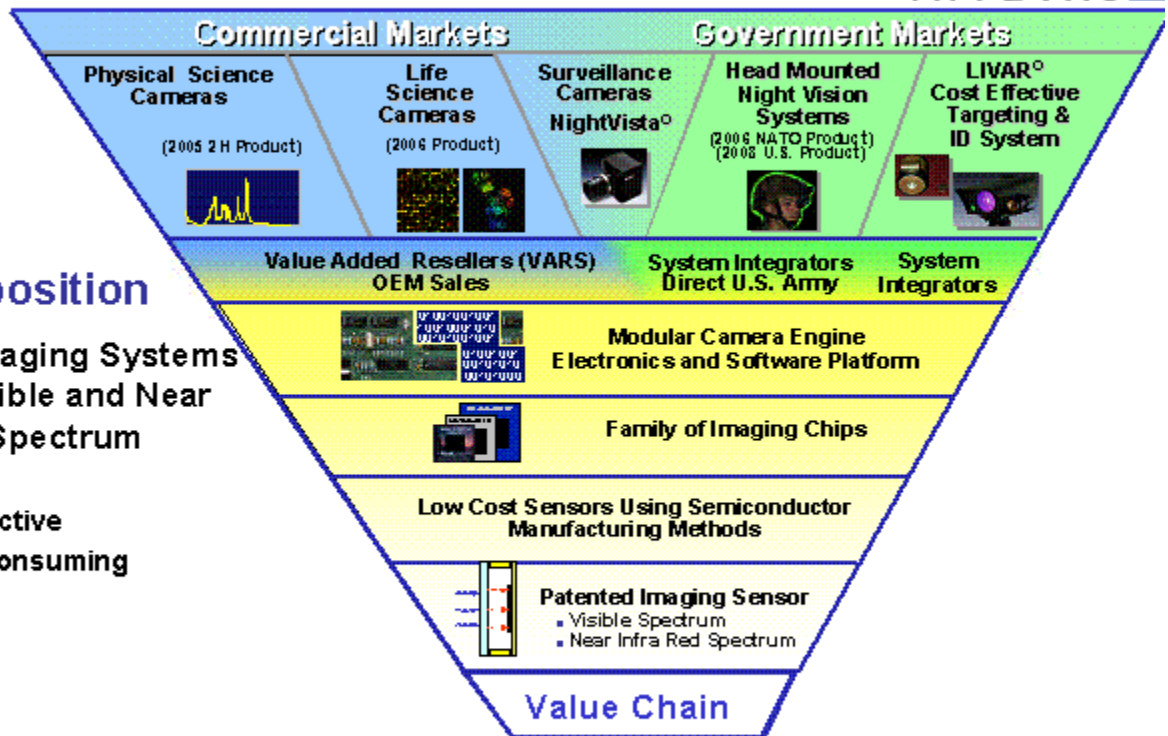 Commercial Markets
Government Markets
Physical Science
Cameras
(2005 2H Product)
Life
Science
Cameras
(2006 Product)
Surveillance
Cameras
NightVista○
Head Mounted
Night Vision
Systems
(2006 NATO Product)
(2008 U.S. Product)
LIVAR○
Cost Effective
Targeting &
ID System
Value Added Resellers (VARS)
OEM Sales
System Integrators
Direct U.S. Army
System
Integrators
position
aging Systems
ible and Near
Spectrum
ctive
onsuming
Modular Camera Engine
Electronics and Software Platform
Family of Imaging Chips
Low Cost Sensors Using Semiconductor
Manufacturing Methods
Patented Imaging Sensor
▪ Visible Spectrum
▪ Near Infra Red Spectrum
Value Chain